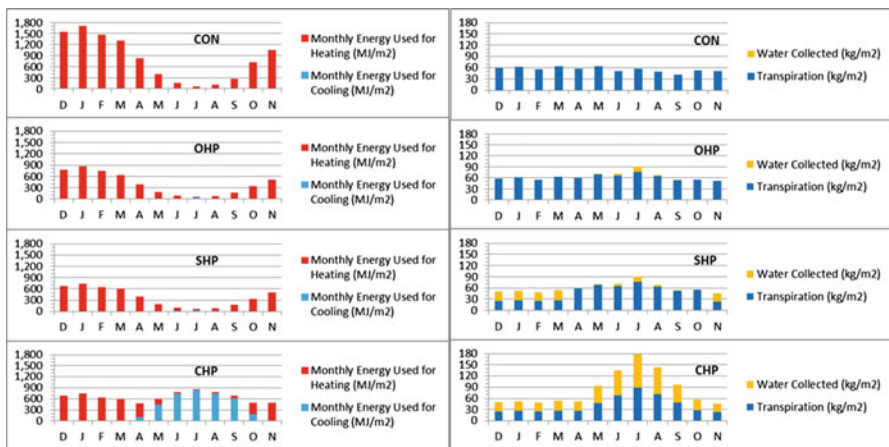 1,800
1,500
1,200
900
600
300
0
CON
D J F M A M J J A S O N
Monthly Energy Used for
Heating (MJ/m2)
Monthly Energy Used for
Cooling (MJ/m2)
180
150
120
90
60
30
0
CON
D J F M A M J J A S O N
Water Collected (kg/m2)
Transpiration (kg/m2)
1,800
1,500
1,200
900
600
300
0
OHP
D J F M A M J J A S O N
Monthly Energy Used for
Heating (MJ/m2)
Monthly Energy Used for
Cooling (MJ/m2)
180
150
120
90
60
30
0
OHP
D J F M A M J J A S O N
Water Collected (kg/m2)
Transpiration (kg/m2)
1,800
1,500
1,200
900
600
300
0
SHP
D J F M A M J J A S O N
Monthly Energy Used for
Heating (MJ/m2)
Monthly Energy Used for
Cooling (MJ/m2)
180
150
120
90
60
30
0
SHP
D J F M A M J J A S O N
Water Collected (kg/m2)
Transpiration (kg/m2)
1,800
1,500
1,200
900
600
300
0
CHP
D J F M A M J J A S O N
Monthly Energy Used for
Heating (MJ/m2)
Monthly Energy Used for
Cooling (MJ/m2)
180
150
120
90
60
30
0
CHP
D J F M A M J J A S O N
Water Collected (kg/m2)
Transpiration (kg/m2)